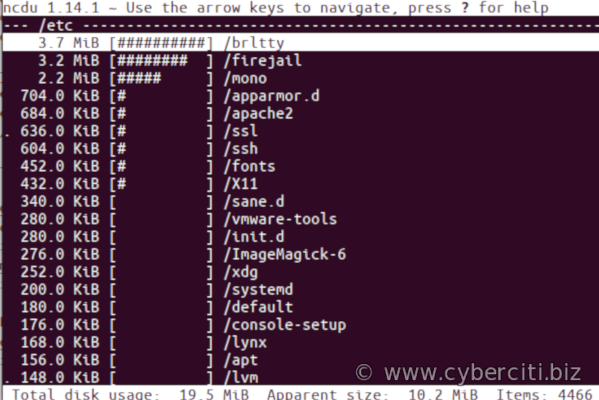 ncdu 1.14.1 ~ Use the arrow keys to navigate, press ? for help
--- /etc ---------------------------------------------------------
3.7 MiB [##########] /brltty
3.2 MiB [######## ] /firejail
2.2 MiB [##### ] /mono
704.0 KiB [# ] /apparmor.d
684.0 KiB [# ] /apache2
. 636.0 KiB [# ] /ssl
604.0 KiB [# ] /ssh
452.0 KiB [# ] /fonts
432.0 KiB [# ] /X11
340.0 KiB [ ] /sane.d
280.0 KiB [ ] /vmware-tools
280.0 KiB [ ] /init.d
276.0 KiB [ ] /ImageMagick-6
252.0 KiB [ ] /xdg
200.0 KiB [ ] /systemd
180.0 KiB [ ] /default
176.0 KiB [ ] /console-setup
168.0 KiB [ ] /lynx
156.0 KiB [ ] /apt
. 148.0 KiB [ ] /lvm
© www.cyberciti.biz
Total disk usage: 19.5 MiB Apparent size: 10.2 MiB Items: 4466